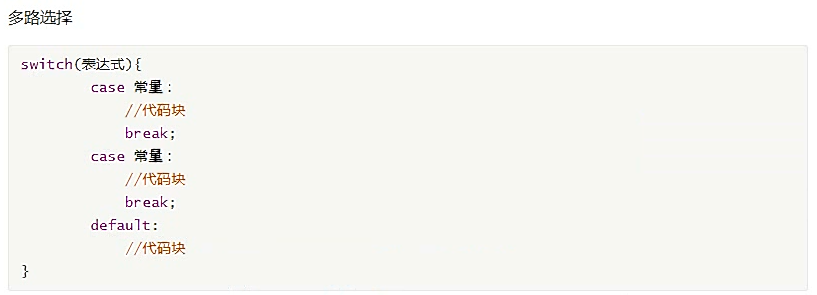 多路选择
switch(表达式){
        case 常量：
            //代码块
            break;
        case 常量：
            //代码块
            break;
        default:
            //代码块
}